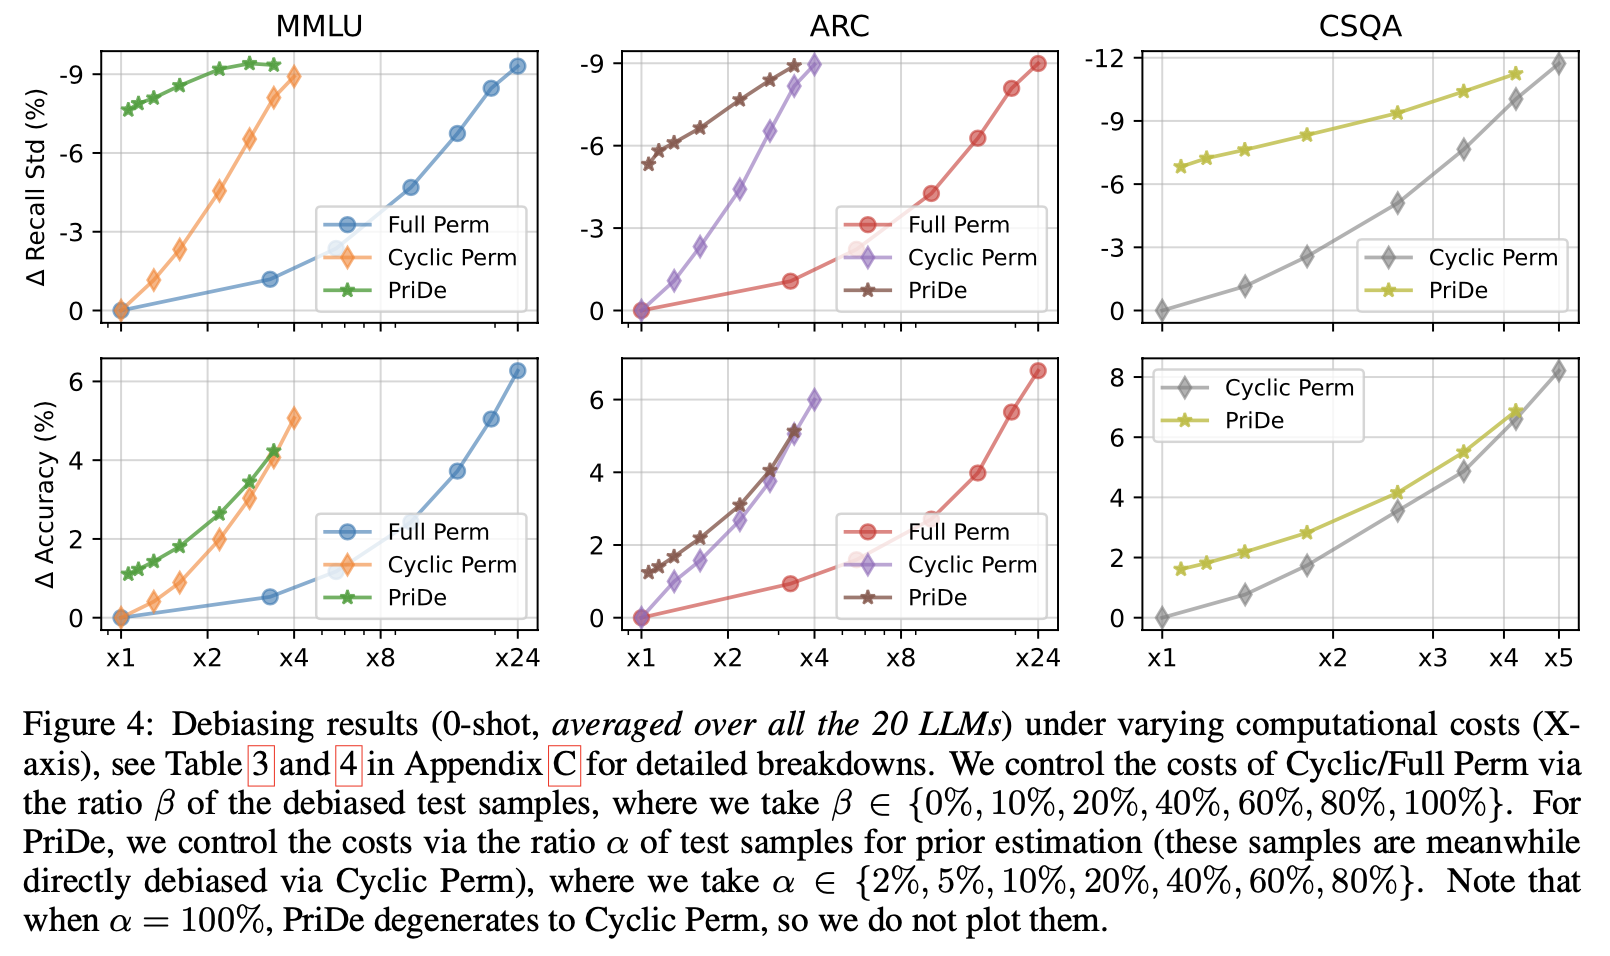 MMLU
ARC
CSQA
Δ Recall Std (%)
-9
-6
-3
0
Full Perm
Cyclic Perm
PriDe
-9
-6
-3
0
Full Perm
Cyclic Perm
PriDe
-12
-9
-6
-3
0
Cyclic Perm
PriDe
Δ Accuracy (%)
6
4
2
0
Full Perm
Cyclic Perm
PriDe
x1 x2 x4 x8 x24
6
4
2
0
Full Perm
Cyclic Perm
PriDe
x1 x2 x4 x8 x24
8
6
4
2
0
Cyclic Perm
PriDe
x1 x2 x3 x4 x5
Figure 4: Debiasing results (0-shot, averaged over all the 20 LLMs) under varying computational costs (X-
axis), see Table 3 and 4 in Appendix C for detailed breakdowns. We control the costs of Cyclic/Full Perm via
the ratio β of the debiased test samples, where we take β ∈ {0%, 10%, 20%, 40%, 60%, 80%, 100%}. For
PriDe, we control the costs via the ratio α of test samples for prior estimation (these samples are meanwhile
directly debiased via Cyclic Perm), where we take α ∈ {2%, 5%, 10%, 20%, 40%, 60%, 80%}. Note that
when α = 100%, PriDe degenerates to Cyclic Perm, so we do not plot them.